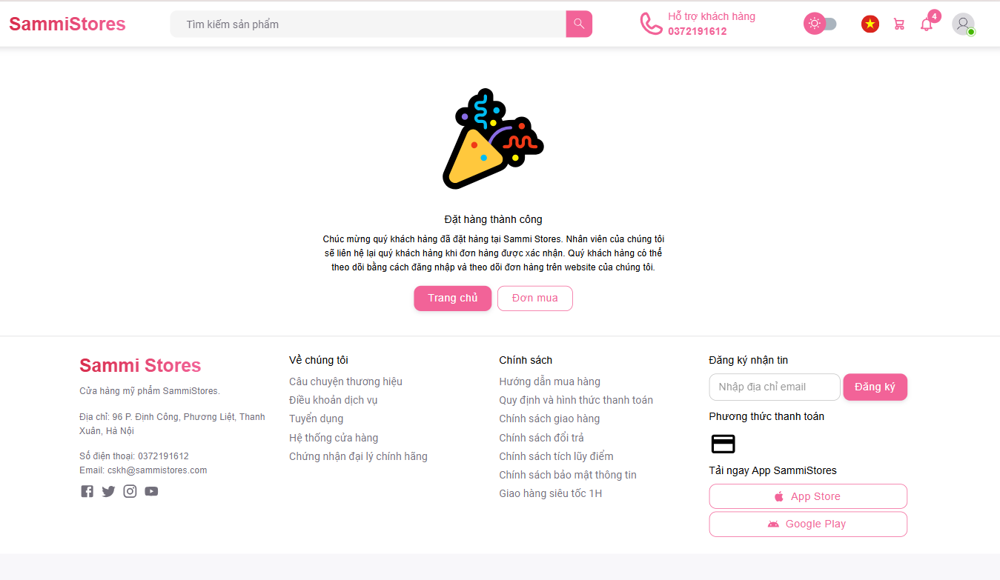 SammiStores
Tìm kiếm sản phẩm
Hỗ trợ khách hàng
0372191612
4
Đặt hàng thành công
Chúc mừng quý khách hàng đã đặt hàng tại Sammi Stores. Nhân viên của chúng tôi
sẽ liên hệ lại quý khách hàng khi đơn hàng được xác nhận. Quý khách hàng có thể
theo dõi bằng cách đăng nhập và theo dõi đơn hàng trên website của chúng tôi.
Trang chủ
Đơn mua
Sammi Stores
Cửa hàng mỹ phẩm SammiStores.
Địa chỉ: 96 P. Định Công, Phương Liệt, Thanh
Xuân, Hà Nội
Số điện thoại: 0372191612
Email: cskh@sammistores.com
Về chúng tôi
Câu chuyện thương hiệu
Điều khoản dịch vụ
Tuyển dụng
Hệ thống cửa hàng
Chứng nhận đại lý chính hãng
Chính sách
Hướng dẫn mua hàng
Quy định và hình thức thanh toán
Chính sách giao hàng
Chính sách đổi trả
Chính sách tích lũy điểm
Chính sách bảo mật thông tin
Giao hàng siêu tốc 1H
Đăng ký nhận tin
Nhập địa chỉ email
Đăng ký
Phương thức thanh toán
Tải ngay App SammiStores
App Store
Google Play